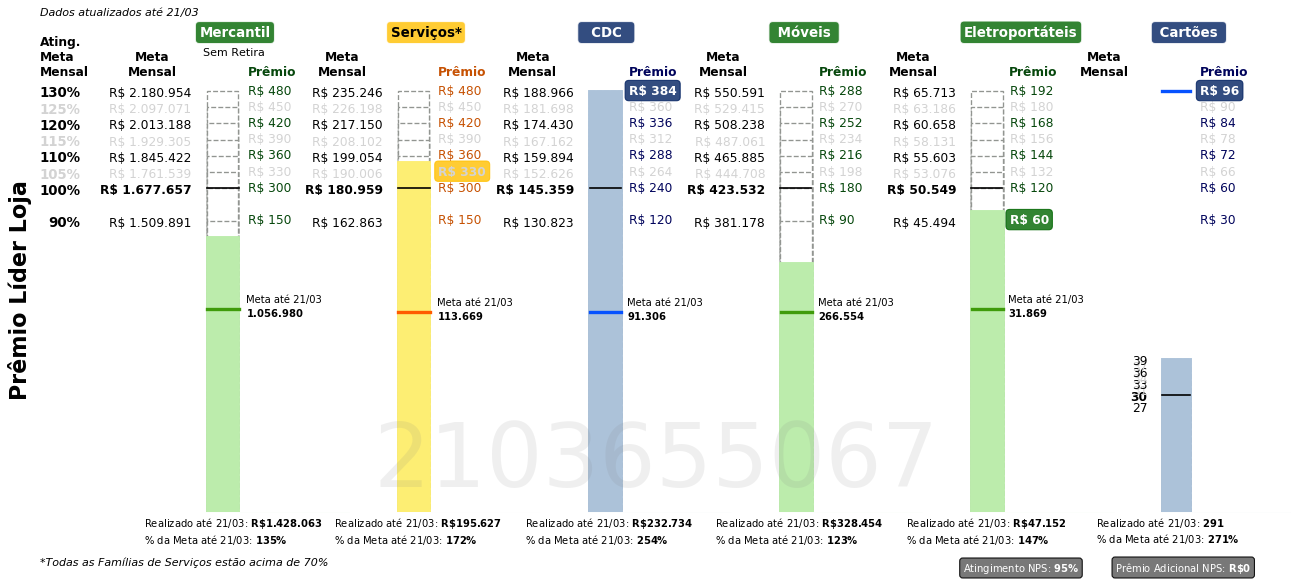 Dados atualizados até 21/03
Mercantil Serviços* CDC Móveis Eletroportáteis Cartões
Sem Retira
Ating. Meta Mensal Meta Mensal Prêmio Meta Mensal Prêmio Meta Mensal Prêmio Meta Mensal Prêmio Meta Mensal Prêmio Meta Mensal Prêmio
130% R$ 2.180.954 R$ 480 R$ 235.246 R$ 480 R$ 188.966 R$ 384 R$ 550.591 R$ 288 R$ 65.713 R$ 192 R$ 96
125% R$ 2.097.071 R$ 450 R$ 226.198 R$ 450 R$ 181.698 R$ 360 R$ 529.415 R$ 270 R$ 63.186 R$ 180 R$ 90
120% R$ 2.013.188 R$ 420 R$ 217.150 R$ 420 R$ 174.430 R$ 336 R$ 508.238 R$ 252 R$ 60.658 R$ 168 R$ 84
115% R$ 1.929.305 R$ 390 R$ 208.102 R$ 390 R$ 167.162 R$ 312 R$ 487.061 R$ 234 R$ 58.131 R$ 156 R$ 78
110% R$ 1.845.422 R$ 360 R$ 199.054 R$ 360 R$ 159.894 R$ 288 R$ 465.885 R$ 216 R$ 55.603 R$ 144 R$ 72
105% R$ 1.761.539 R$ 330 R$ 190.006 R$ 330 R$ 152.626 R$ 264 R$ 444.708 R$ 198 R$ 53.076 R$ 132 R$ 66
100% R$ 1.677.657 R$ 300 R$ 180.959 R$ 300 R$ 145.359 R$ 240 R$ 423.532 R$ 180 R$ 50.549 R$ 120 R$ 60
90% R$ 1.509.891 R$ 150 R$ 162.863 R$ 150 R$ 130.823 R$ 120 R$ 381.178 R$ 90 R$ 45.494 R$ 60 R$ 30
Prêmio Líder Loja
Meta até 21/03 Meta até 21/03 Meta até 21/03 Meta até 21/03 Meta até 21/03
1.056.980 113.669 91.306 266.554 31.869
39
36
33
30
27
2103655067
Realizado até 21/03: R$1.428.063 Realizado até 21/03: R$195.627 Realizado até 21/03: R$232.734 Realizado até 21/03: R$328.454 Realizado até 21/03: R$47.152 Realizado até 21/03: 291
% da Meta até 21/03: 135% % da Meta até 21/03: 172% % da Meta até 21/03: 254% % da Meta até 21/03: 123% % da Meta até 21/03: 147% % da Meta até 21/03: 271%
*Todas as Famílias de Serviços estão acima de 70% Atingimento NPS: 95% Prêmio Adicional NPS: R$0